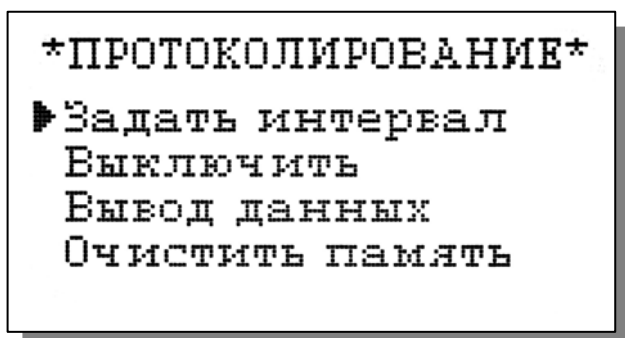 *ПРОТОКОЛИРОВАНИЕ*
Задать интервал
Выключить
Вывод данных
Очистить память